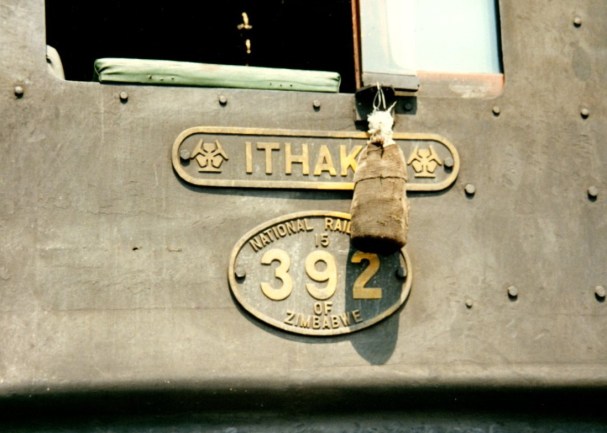 ITHAK
NATIONAL RAIL
15
392
OF
ZIMBABWE